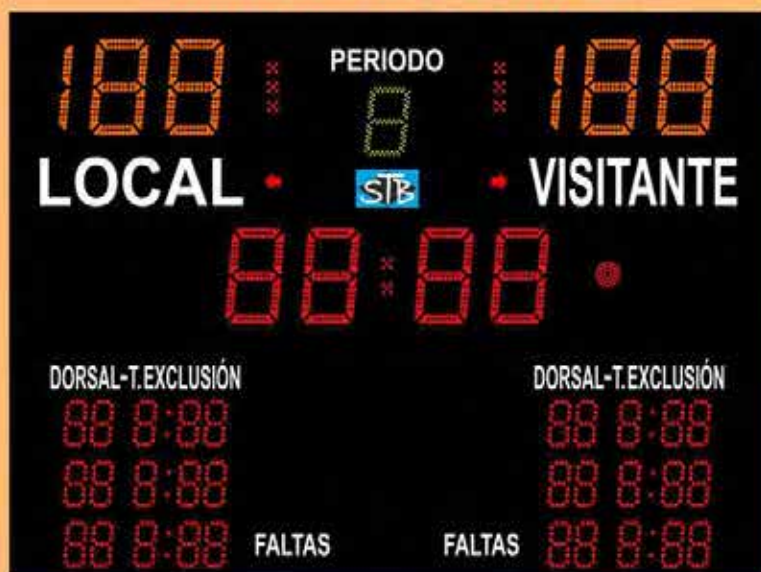 188 PERIODO 188
8
LOCAL STB VISITANTE
88:88
DORSAL-T.EXCLUSIÓN DORSAL-T.EXCLUSIÓN
88 8:88 88 8:88
88 8:88 88 8:88
88 8:88 FALTAS FALTAS 88 8:88